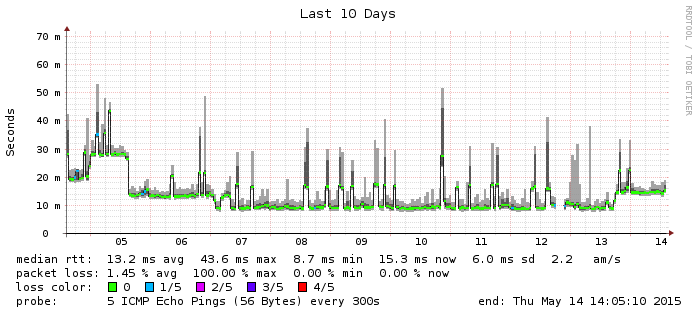 Last 10 Days
RRDTOOL / TOBI OETIKER
Seconds
70 m
60 m
50 m
40 m
30 m
20 m
10 m
0
05 06 07 08 09 10 11 12 13 14
median rtt: 13.2 ms avg 43.6 ms max 8.7 ms min 15.3 ms now 6.0 ms sd 2.2 am/s
packet loss: 1.45 % avg 100.00 % max 0.00 % min 0.00 % now
loss color: 0 1/5 2/5 3/5 4/5
probe: 5 ICMP Echo Pings (56 Bytes) every 300s end: Thu May 14 14:05:10 2015